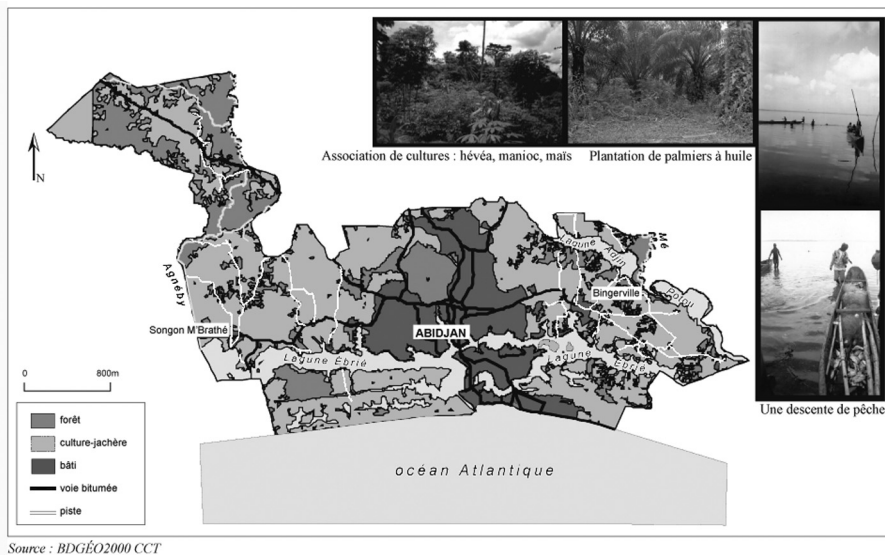 Association de cultures : hévéa, manioc, maïs
Plantation de palmiers à huile
Une descente de pêche
N
Agnéby
Songon M'Brathé
Lagune Ébrié
ABIDJAN
Lagune Adjin
Mé
Bingerville
Potou
Lagune Ébrié
océan Atlantique
0 800m
forêt
culture-jachère
bâti
voie bitumée
piste
Source : BDGÉO2000 CCT